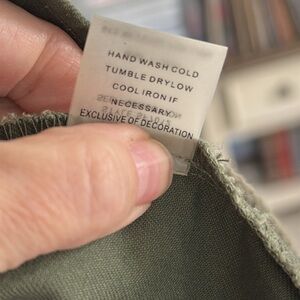 HAND WASH COLD
TUMBLE DRYLOW
COOL IRON IF
NECESSARY
EXCLUSIVE OF DECORATION